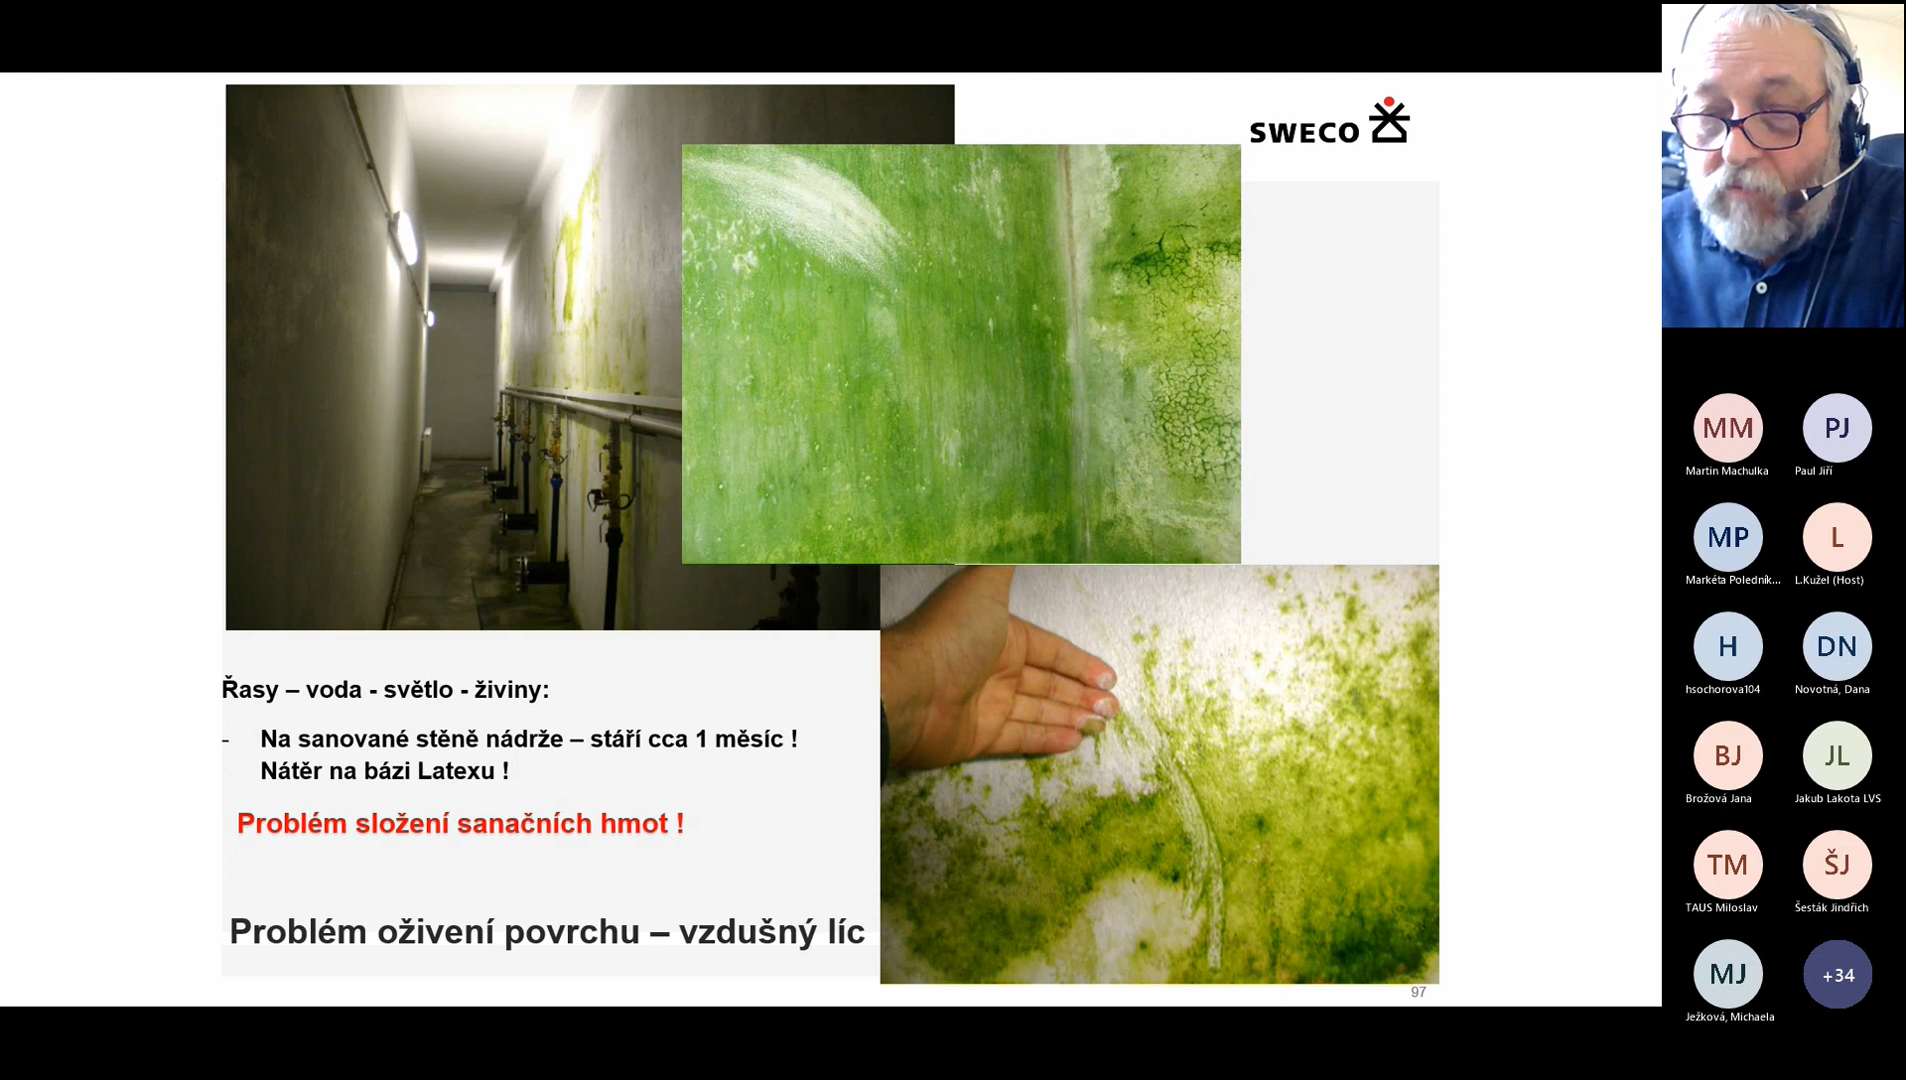 SWECO
Řasy – voda - světlo - živiny:
- Na sanované stěně nádrže – stáří cca 1 měsíc !
Nátěr na bázi Latexu !
Problém složení sanačních hmot !
Problém oživení povrchu – vzdušný líc
97
MM
Martin Machulka
PJ
Paul Jiří
MP
Markéta Poledník...
L
L.Kužel (Host)
H
hsochorova104
DN
Novotná, Dana
BJ
Brožová Jana
JL
Jakub Lakota LVS
TM
TAUS Miloslav
ŠJ
Šesták Jindřich
MJ
Ježková, Michaela
+34